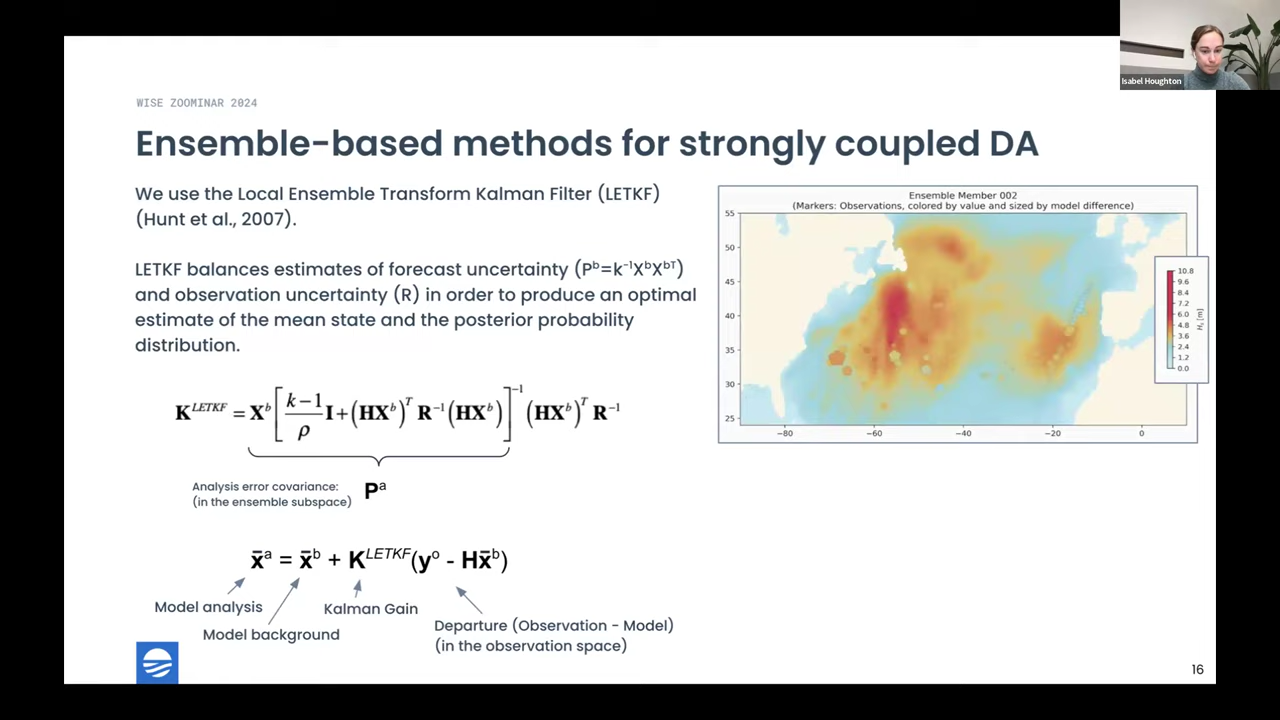 Isabel Houghton
WISE ZOOMINAR 2024
Ensemble-based methods for strongly coupled DA
We use the Local Ensemble Transform Kalman Filter (LETKF)
(Hunt et al., 2007).
LETKF balances estimates of forecast uncertainty (Pᵇ=k⁻¹XᵇXᵇᵀ)
and observation uncertainty (R) in order to produce an optimal
estimate of the mean state and the posterior probability
distribution.
K^LETKF = X^b [ (k−1)/ρ I + (HX^b)^T R^−1 (HX^b) ]^−1 (HX^b)^T R^−1
Analysis error covariance:
(in the ensemble subspace)
Pᵃ
x̄ᵃ = x̄ᵇ + K^LETKF(yᵒ - Hx̄ᵇ)
Model analysis
Model background
Kalman Gain
Departure (Observation - Model)
(in the observation space)
Ensemble Member 002
(Markers: Observations, colored by value and sized by model difference)
55
50
45
40
35
30
25
−80
−60
−40
−20
0
10.8
9.6
8.4
7.2
6.0
4.8
3.6
2.4
1.2
0.0
Hs [m]
16